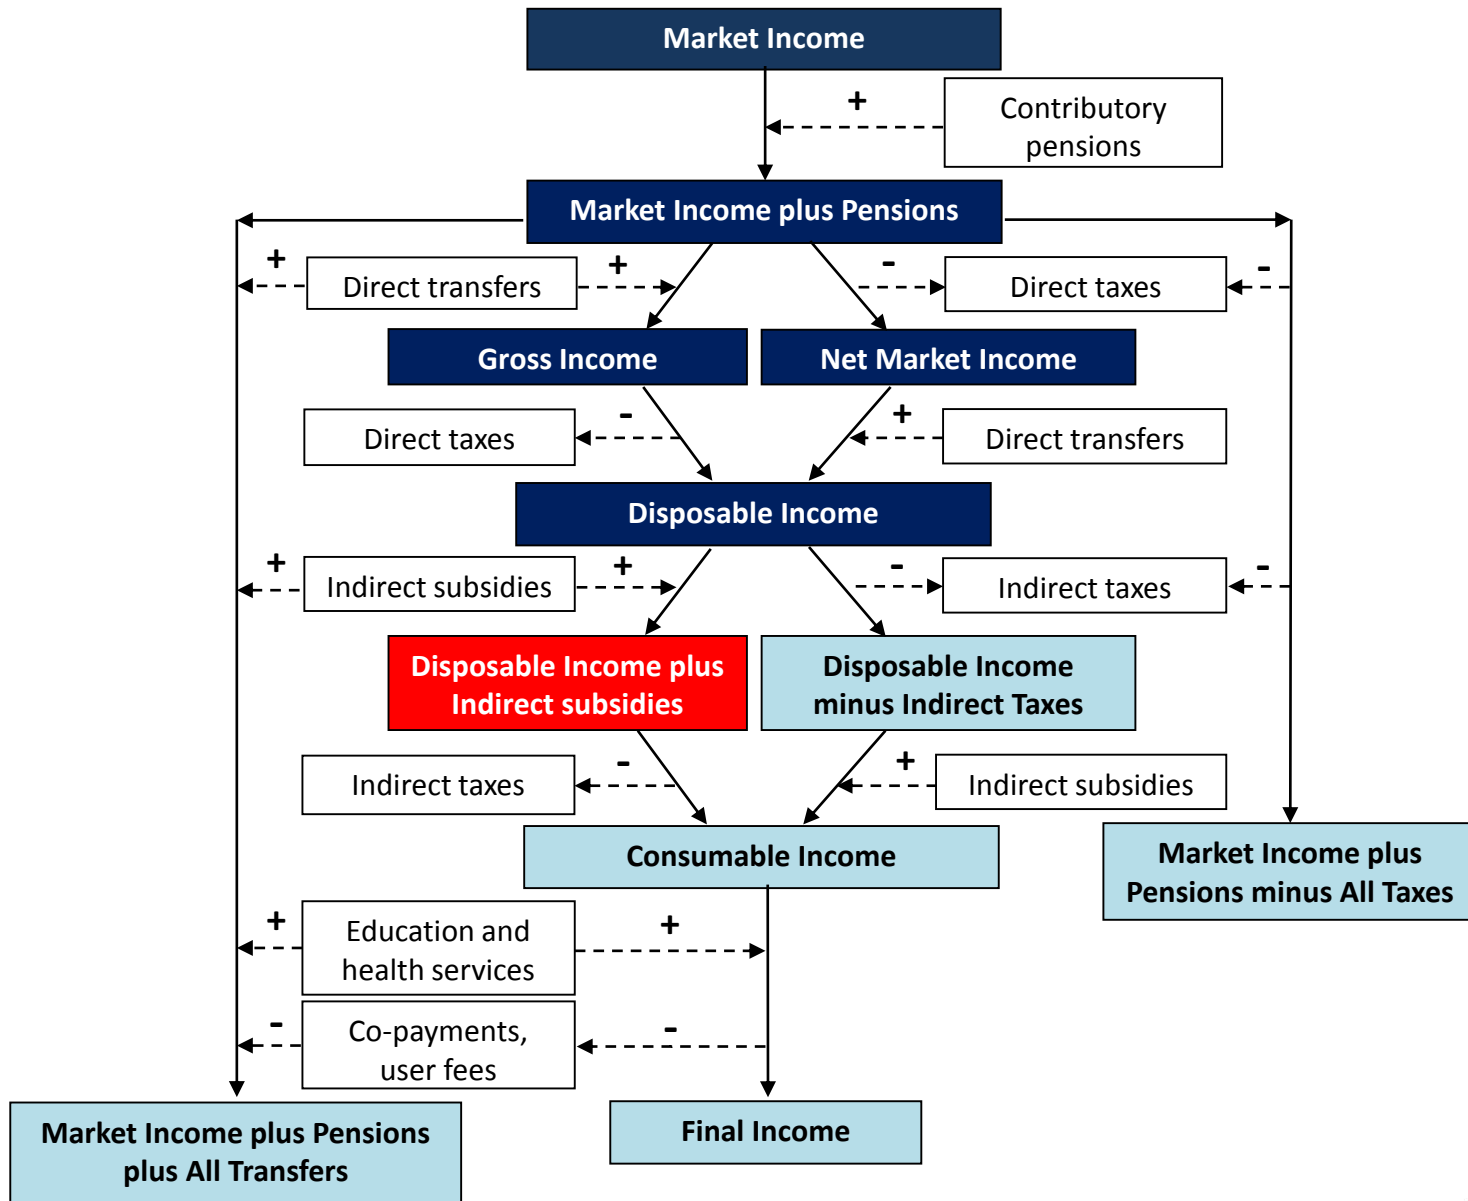 Market Income
+
Contributory
pensions
Market Income plus Pensions
+
Direct transfers
+
-
Direct taxes
-
Gross Income
Net Market Income
Direct taxes
-
+
Direct transfers
Disposable Income
+
Indirect subsidies
+
-
Indirect taxes
-
Disposable Income plus
Indirect subsidies
Disposable Income
minus Indirect Taxes
Indirect taxes
-
+
Indirect subsidies
Consumable Income
Market Income plus
Pensions minus All Taxes
+
Education and
health services
+
-
Co-payments,
user fees
-
Market Income plus Pensions
plus All Transfers
Final Income